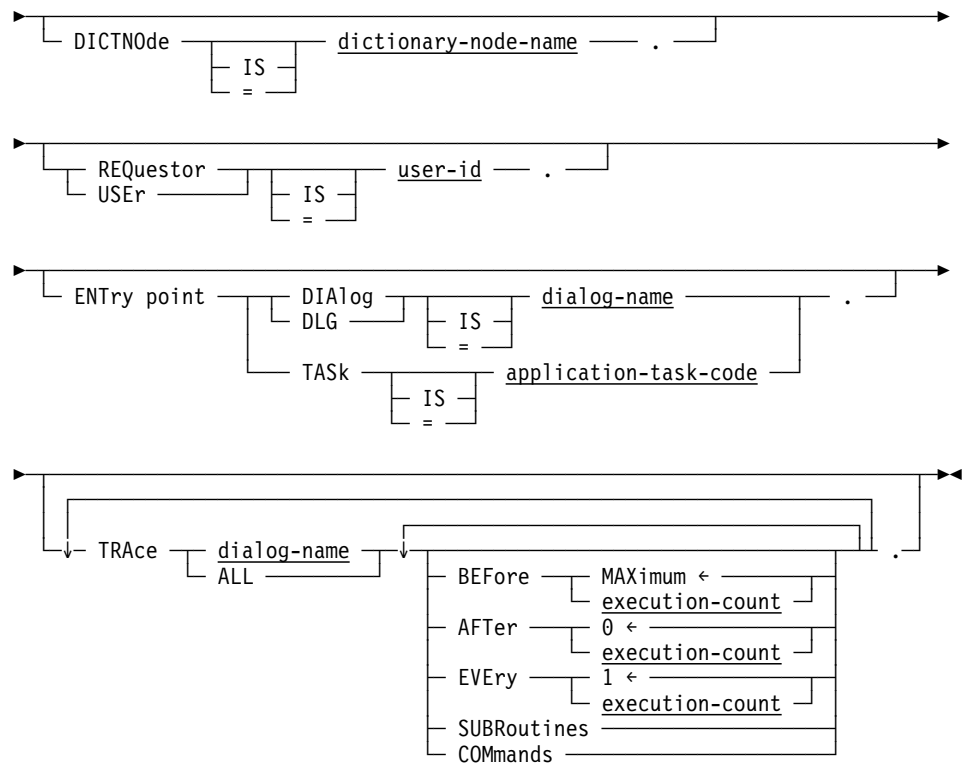 DICTNOde dictionary-node-name .
IS
=
REQuestor user-id .
USEr IS
=
ENTry point DIAlog dialog-name .
DLG IS
=
TASk application-task-code
IS
=
TRAce dialog-name .
ALL
BEFore MAXimum ←
execution-count
AFTer 0 ←
execution-count
EVEry 1 ←
execution-count
SUBRoutines
COMmands